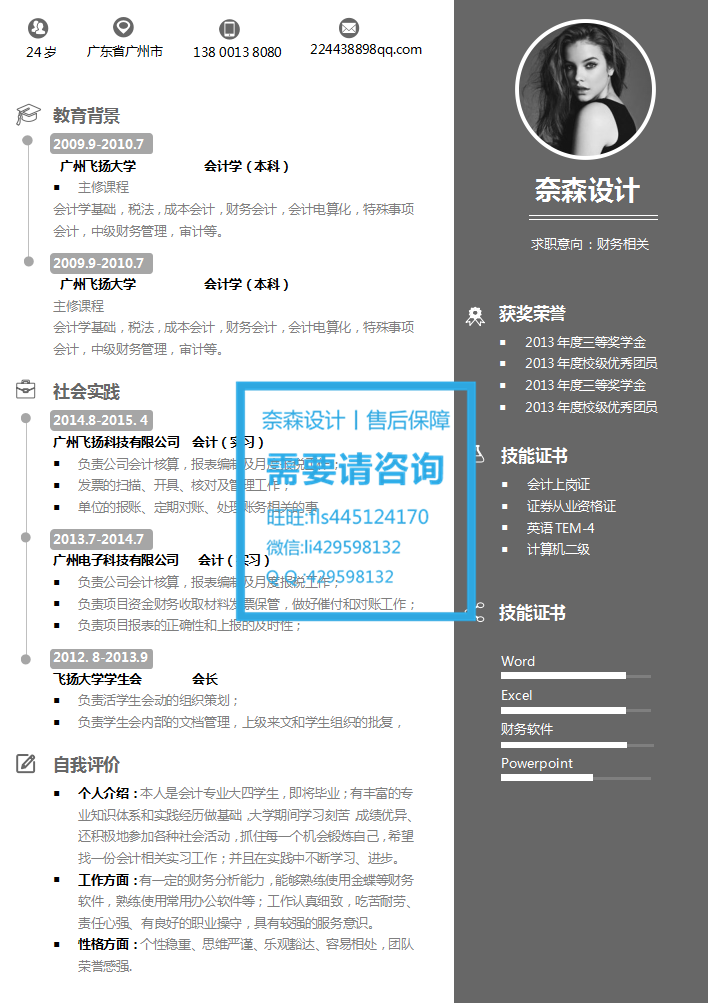 24 岁
广东省广州市
138 0013 8080
224438898qq.com
教育背景
2009.9-2010.7
广州飞扬大学 会计学（本科）
主修课程
会计学基础，税法，成本会计，财务会计，会计电算化，特殊事项
会计，中级财务管理，审计等。
2009.9-2010.7
广州飞扬大学 会计学（本科）
主修课程
会计学基础，税法，成本会计，财务会计，会计电算化，特殊事项
会计，中级财务管理，审计等。
社会实践
2014.8-2015. 4
广州飞扬科技有限公司 会计（实习）
负责公司会计核算，报表编制及月度报税工作；
发票的扫描、开具、核对及管理工作，
单位的报账、定期对账、处理账务相关的事
2013.7-2014.7
广州电子科技有限公司 会计（实习）
负责公司会计核算，报表编制及月度报税工作；
负责项目资金财务收取材料发票保管，做好催付和对账工作；
负责项目报表的正确性和上报的及时性；
2012. 8-2013.9
飞扬大学学生会 会长
负责活学生会动的组织策划；
负责学生会内部的文档管理，上级来文和学生组织的批复，
自我评价
个人介绍：本人是会计专业大四学生，即将毕业；有丰富的专
业知识体系和实践经历做基础，大学期间学习刻苦 成绩优异、
还积极地参加各种社会活动，抓住每一个机会锻炼自己，希望
找一份会计相关实习工作；并且在实践中不断学习、进步。
工作方面：有一定的财务分析能力，能够熟练使用金蝶等财务
软件，熟练使用常用办公软件等；工作认真细致，吃苦耐劳、
责任心强、有良好的职业操守，具有较强的服务意识。
性格方面：个性稳重、思维严谨、乐观豁达、容易相处，团队
荣誉感强.
奈森设计丨售后保障
需要请咨询
旺旺:fls445124170
微信:li429598132
Q Q :429598132
奈森设计
求职意向：财务相关
获奖荣誉
2013 年度三等奖学金
2013 年度校级优秀团员
2013 年度三等奖学金
2013 年度校级优秀团员
技能证书
会计上岗证
证券从业资格证
英语 TEM-4
计算机二级
技能证书
Word
Excel
财务软件
Powerpoint